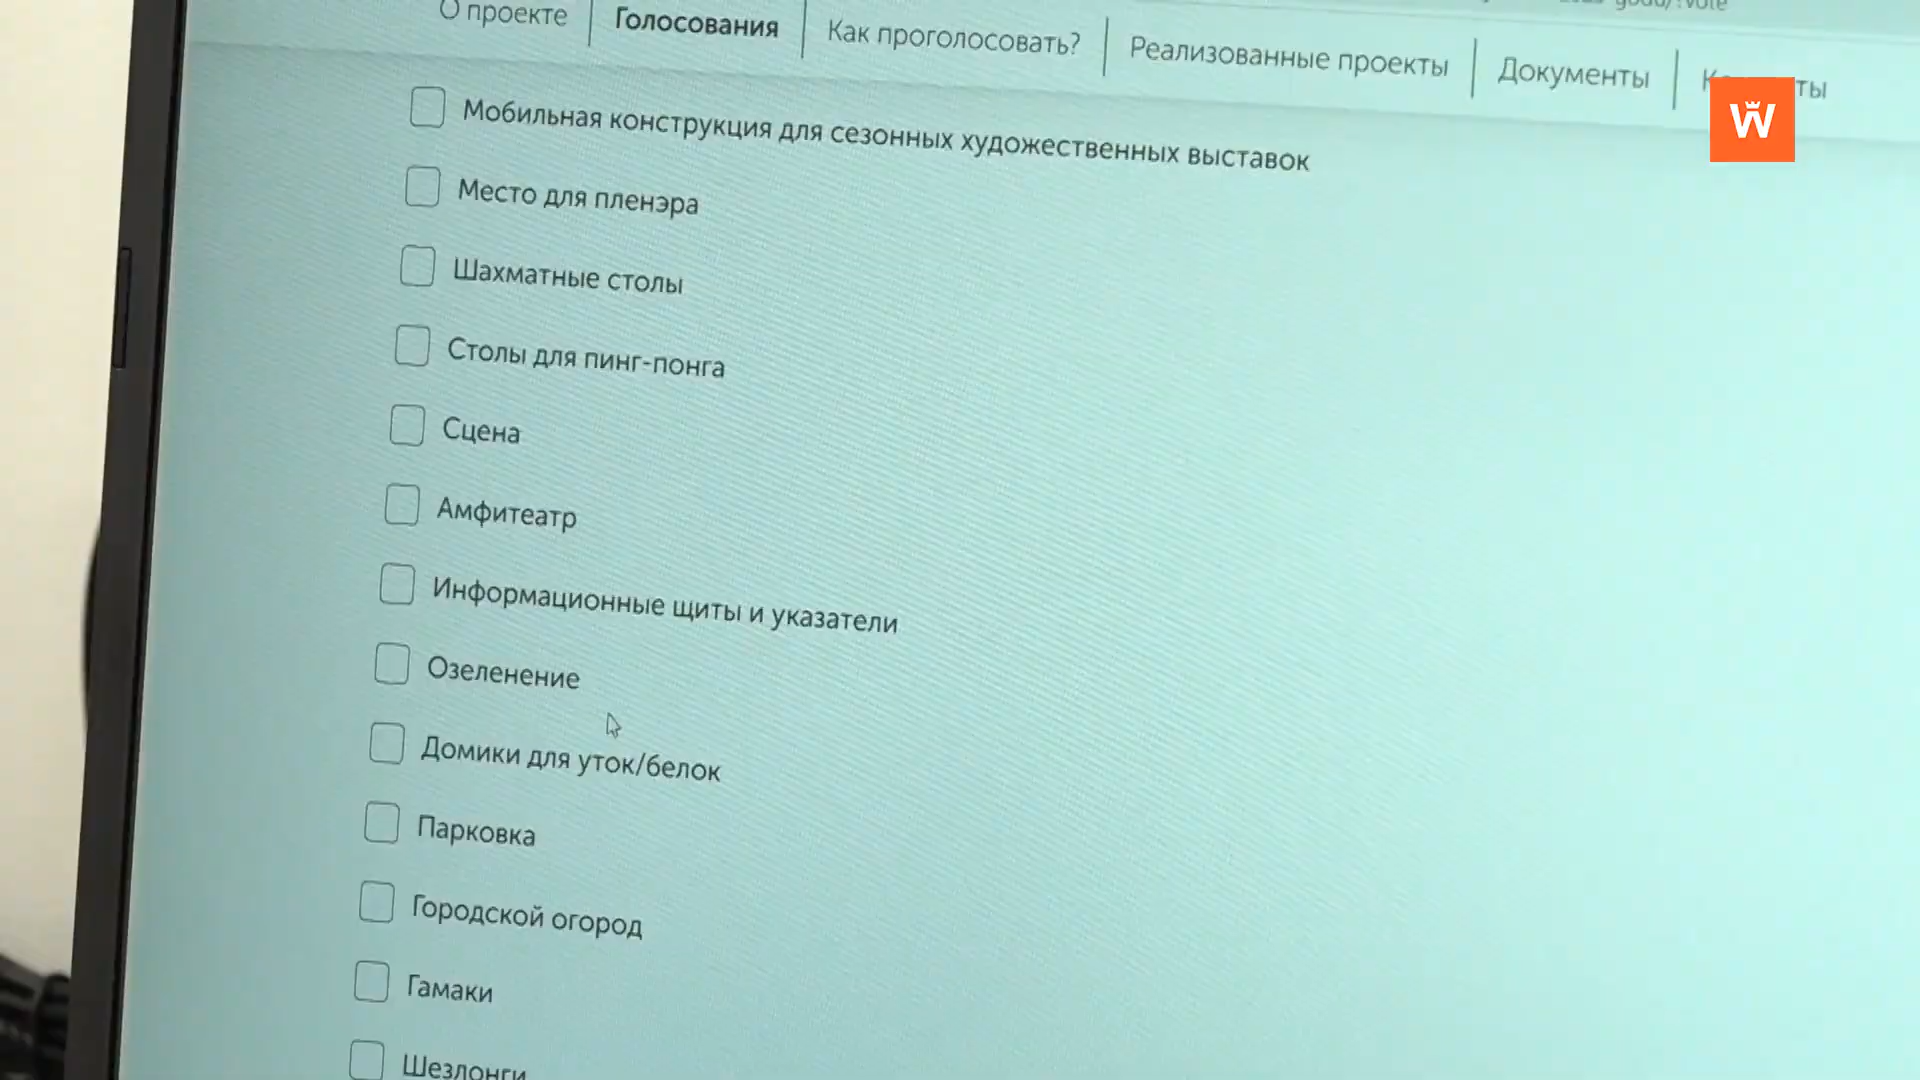 О проекте
Голосования
Как проголосовать?
Реализованные проекты
Документы
Мобильная конструкция для сезонных художественных выставок
Место для пленэра
Шахматные столы
Столы для пинг-понга
Сцена
Амфитеатр
Информационные щиты и указатели
Озеленение
Домики для уток/белок
Парковка
Городской огород
Гамаки
Шезлонги
W